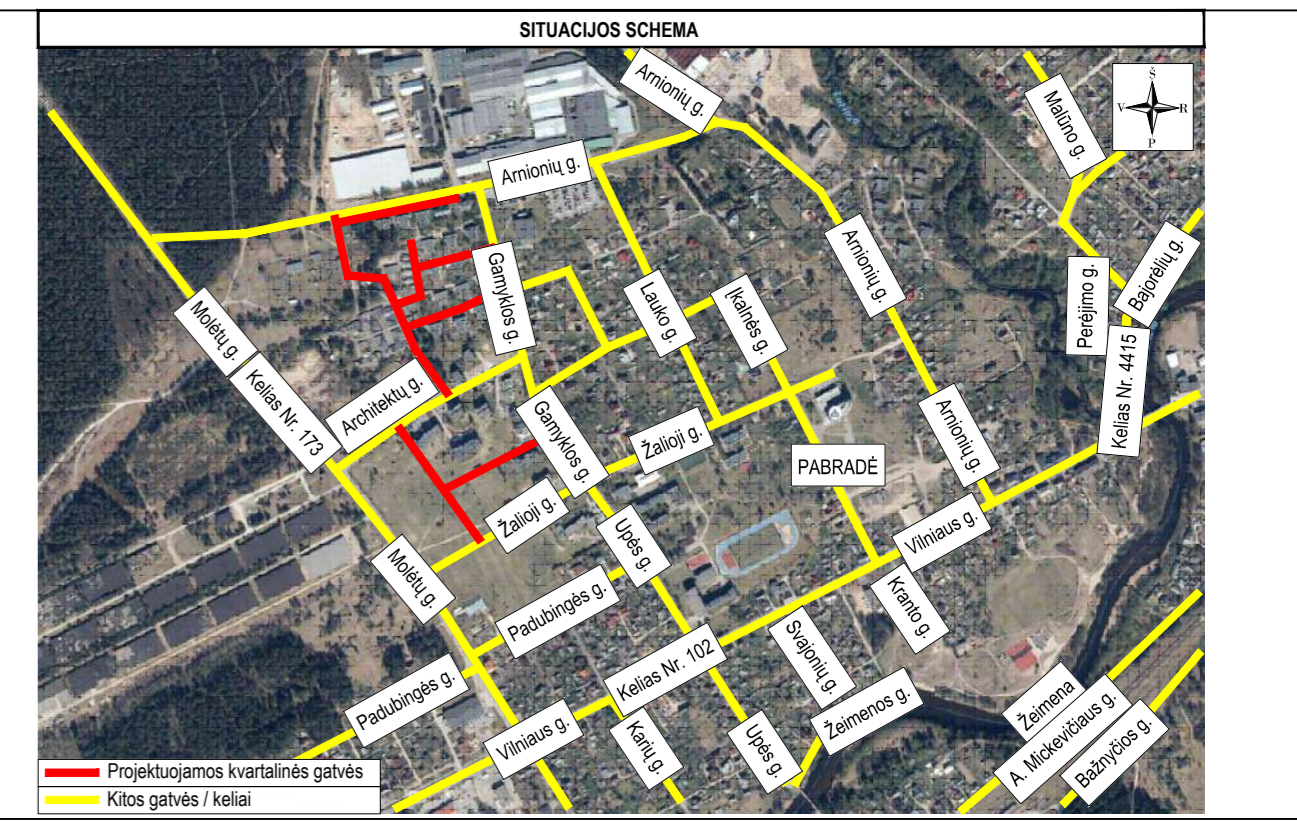 SITUACIJOS SCHEMA
Arnionių g.
Malūno g.
Š
V
R
P
Arnionių g.
Arnionių g.
Bajorėlių g.
Gamyklos g.
Lauko g.
Įkalnės g.
Perėjimo g.
Molėtų g.
Kelias Nr. 4415
Kelias Nr. 173
Architektų g.
Gamyklos g.
Arnionių g.
Žalioji g.
PABRADĖ
Žalioji g.
Upės g.
Vilniaus g.
Molėtų g.
Padubingės g.
Kranto g.
Svajonių g.
Kelias Nr. 102
Padubingės g.
Žeimenos g.
Žeimena
A. Mickevičiaus g.
Vilniaus g.
Karių g.
Upės g.
Bažnyčios g.
Projektuojamos kvartalinės gatvės
Kitos gatvės / keliai